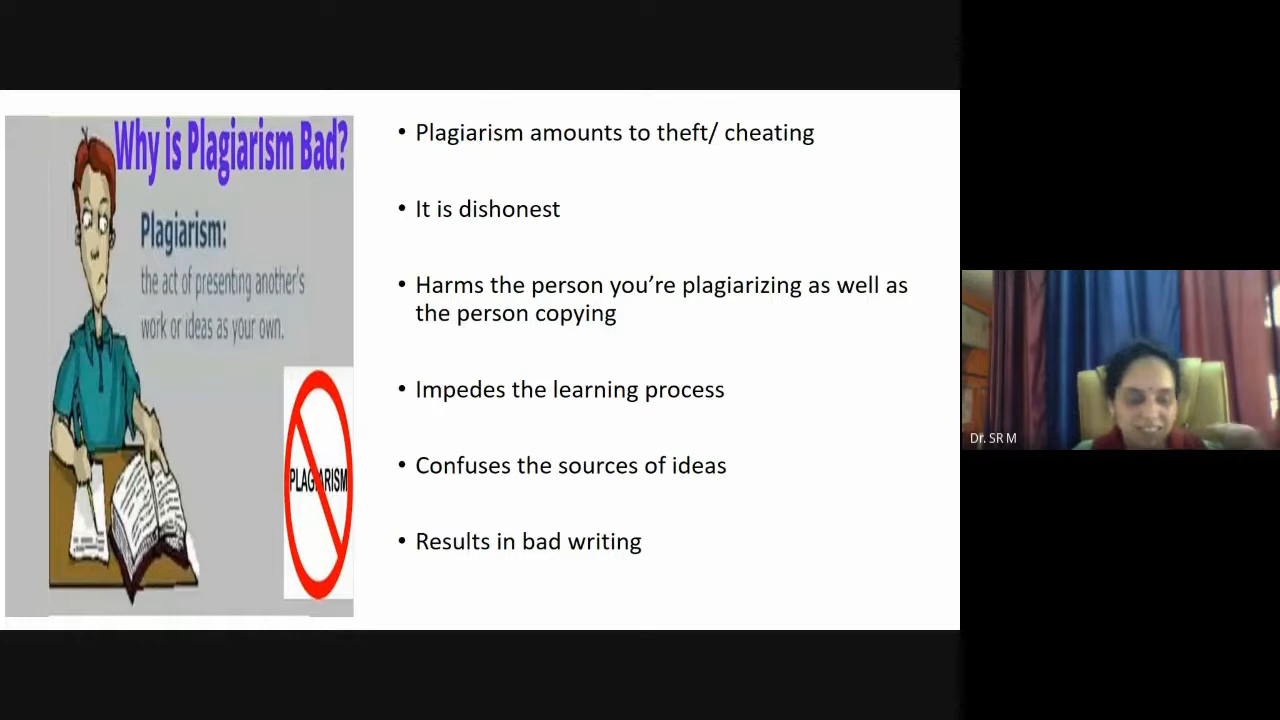 Why is Plagiarism Bad?
Plagiarism:
the act of presenting another's
work or ideas as your own.
PLAGIARISM
• Plagiarism amounts to theft/ cheating
• It is dishonest
• Harms the person you’re plagiarizing as well as
the person copying
• Impedes the learning process
• Confuses the sources of ideas
• Results in bad writing
Dr. SR M